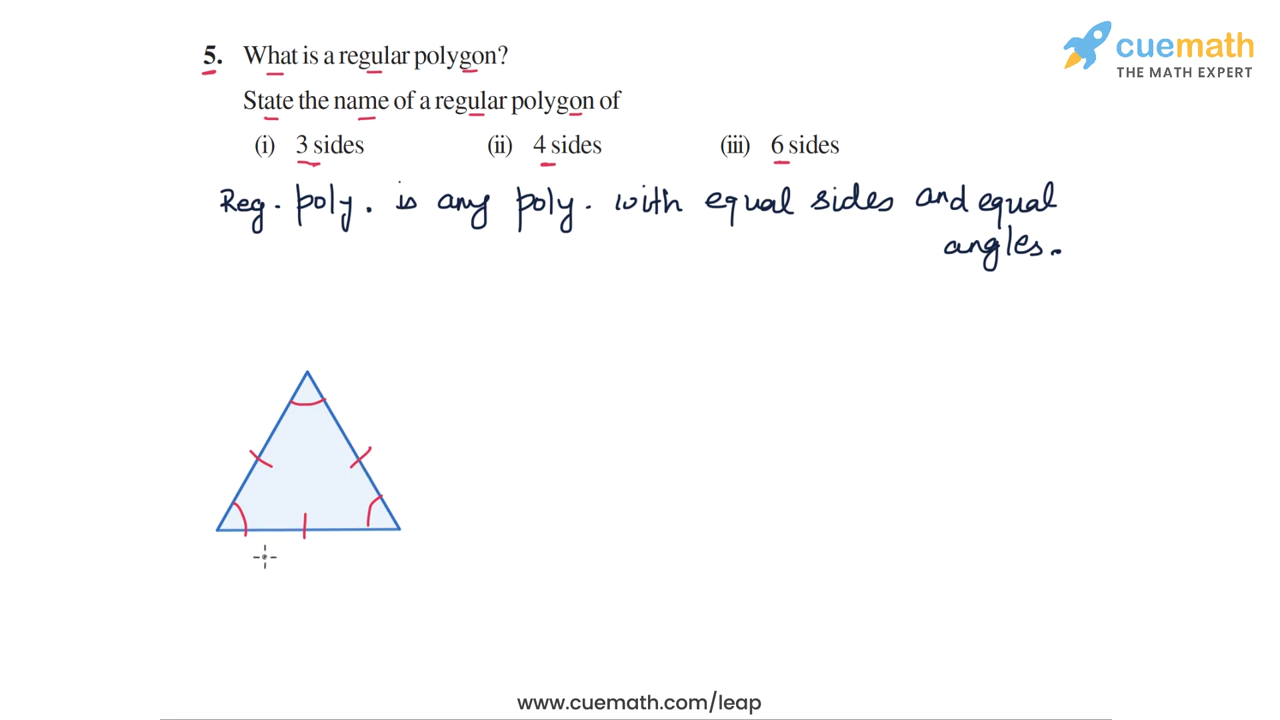 cuemath
THE MATH EXPERT
5. What is a regular polygon?
State the name of a regular polygon of
(i) 3 sides (ii) 4 sides (iii) 6 sides
Reg. poly. is any poly. with equal sides and equal
angles.
www.cuemath.com/leap